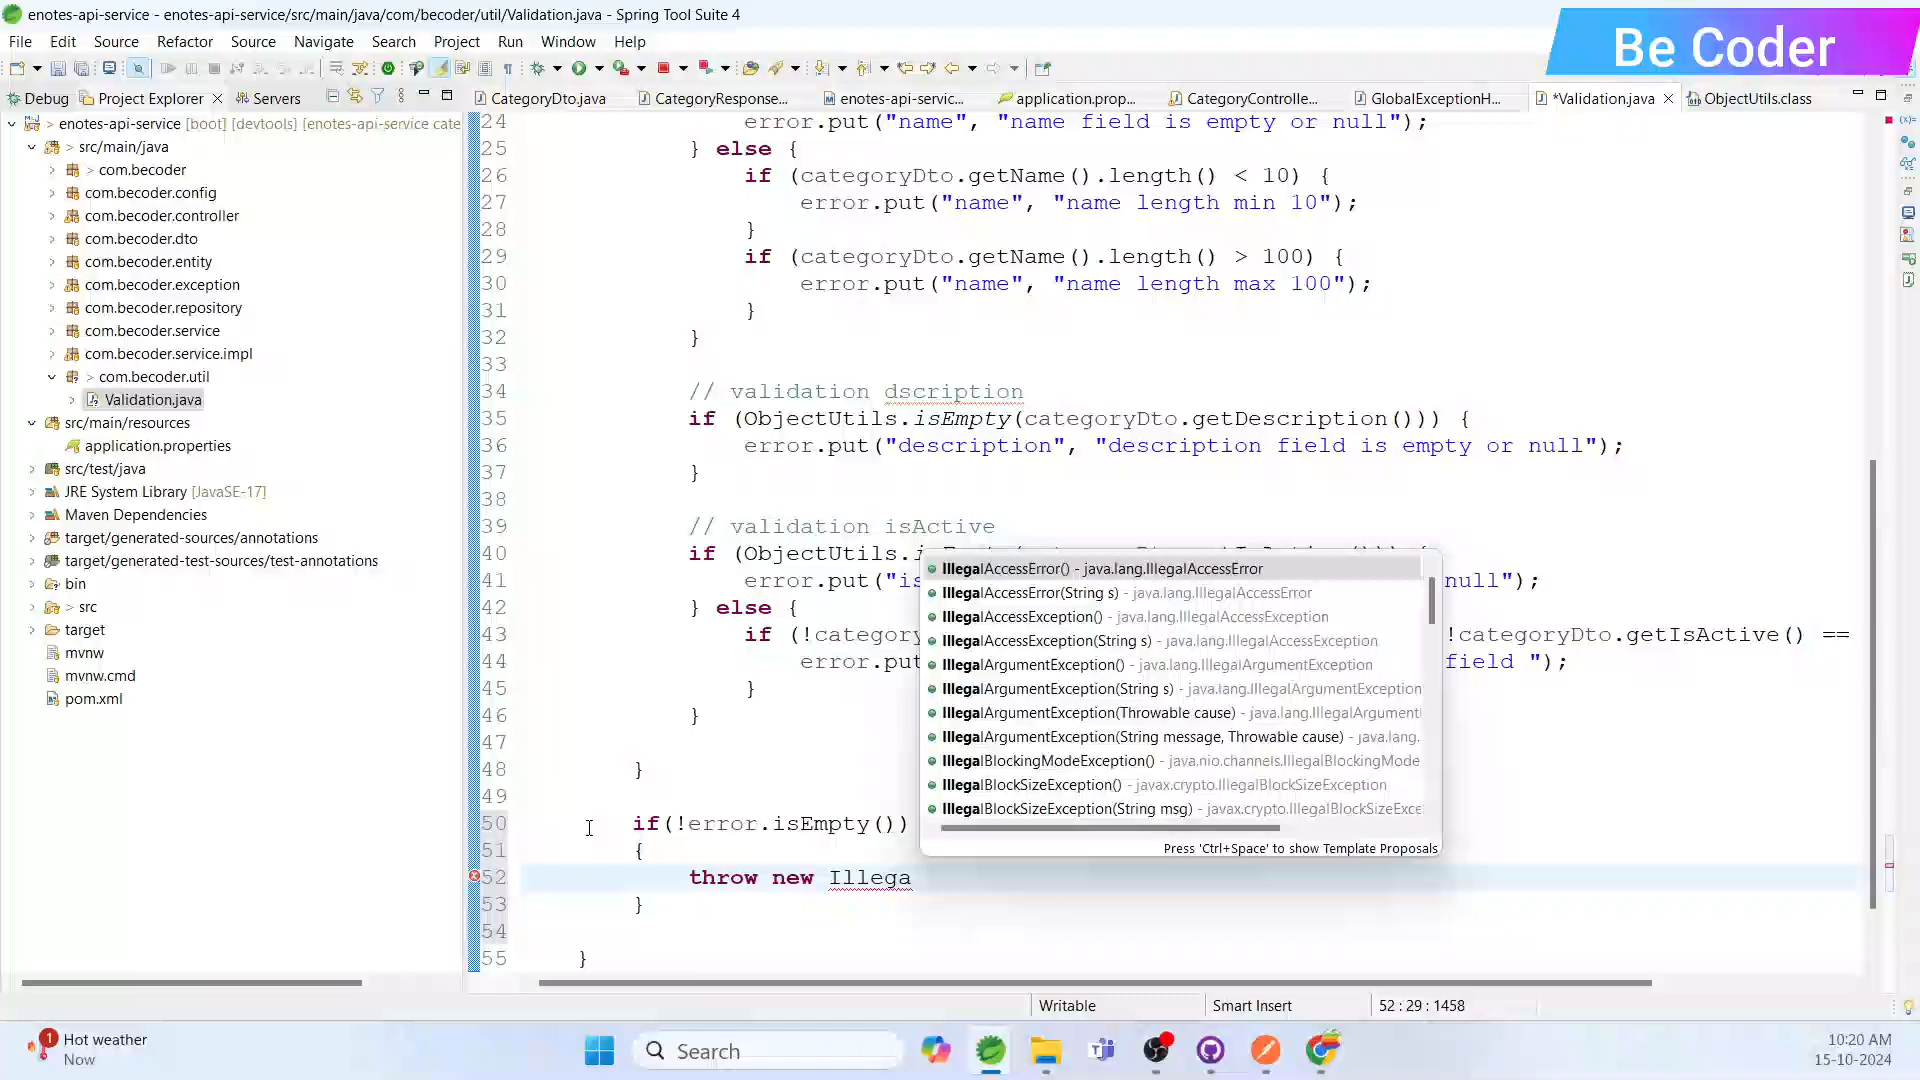 enotes-api-service - enotes-api-service/src/main/java/com/becoder/util/Validation.java - Spring Tool Suite 4
Be Coder
File Edit Source Refactor Source Navigate Search Project Run Window Help
Debug Project Explorer Servers
CategoryDto.java CategoryResponse... enotes-api-servic... application.prop... CategoryControlle... GlobalExceptionH... *Validation.java ObjectUtils.class
> enotes-api-service [boot] [devtools] [enotes-api-service cate
> src/main/java
> com.becoder
com.becoder.config
com.becoder.controller
com.becoder.dto
com.becoder.entity
com.becoder.exception
com.becoder.repository
com.becoder.service
com.becoder.service.impl
> com.becoder.util
Validation.java
src/main/resources
application.properties
src/test/java
JRE System Library [JavaSE-17]
Maven Dependencies
target/generated-sources/annotations
target/generated-test-sources/test-annotations
bin
> src
target
mvnw
mvnw.cmd
pom.xml
24 error.put("name", "name field is empty or null");
25 } else {
26 if (categoryDto.getName().length() < 10) {
27 error.put("name", "name length min 10");
28 }
29 if (categoryDto.getName().length() > 100) {
30 error.put("name", "name length max 100");
31 }
32 }
33
34 // validation dscription
35 if (ObjectUtils.isEmpty(categoryDto.getDescription())) {
36 error.put("description", "description field is empty or null");
37 }
38
39 // validation isActive
40 if (ObjectUtils.
41 error.put("is null");
42 } else {
43 if (!category !categoryDto.getIsActive() ==
44 error.put field ");
45 }
46 }
47
48 }
49
50 if(!error.isEmpty())
51 {
52 throw new Illega
53 }
54
55 }
IllegalAccessError() - java.lang.IllegalAccessError
IllegalAccessError(String s) - java.lang.IllegalAccessError
IllegalAccessException() - java.lang.IllegalAccessException
IllegalAccessException(String s) - java.lang.IllegalAccessException
IllegalArgumentException() - java.lang.IllegalArgumentException
IllegalArgumentException(String s) - java.lang.IllegalArgumentException
IllegalArgumentException(Throwable cause) - java.lang.IllegalArgument
IllegalArgumentException(String message, Throwable cause) - java.lang.
IllegalBlockingModeException() - java.nio.channels.IllegalBlockingMode
IllegalBlockSizeException() - javax.crypto.IllegalBlockSizeException
IllegalBlockSizeException(String msg) - javax.crypto.IllegalBlockSizeExce
Press 'Ctrl+Space' to show Template Proposals
Writable Smart Insert 52 : 29 : 1458
1 Hot weather
Now
Search
10:20 AM
15-10-2024